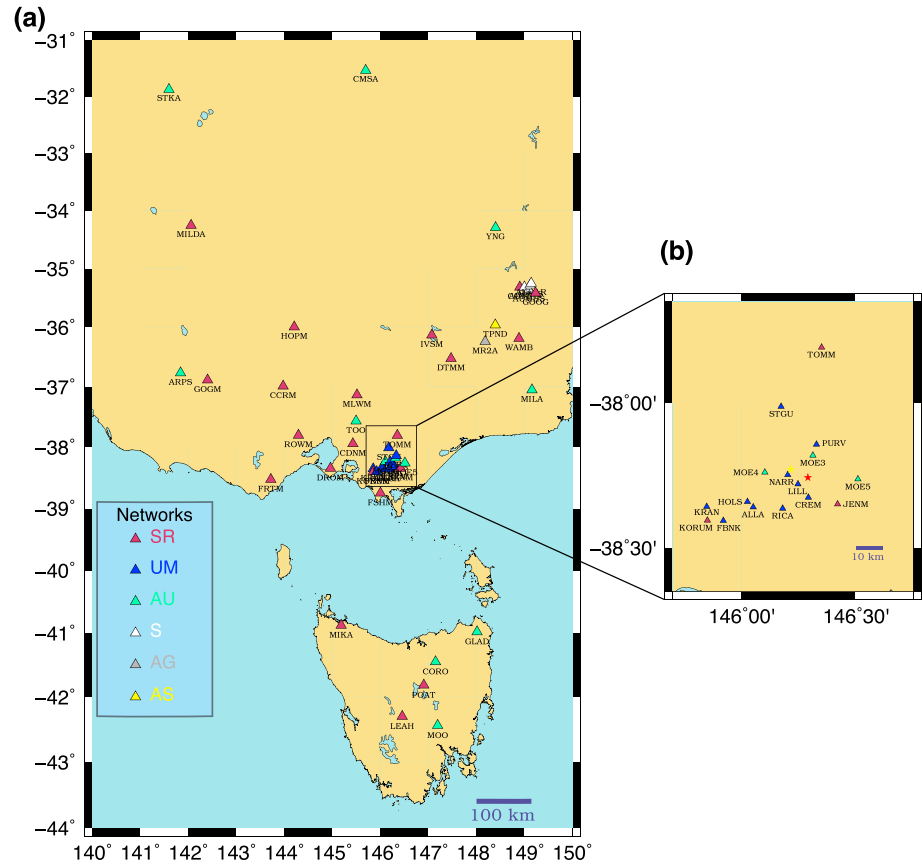 (a)
−31°
−32°
−33°
−34°
−35°
−36°
−37°
−38°
−39°
−40°
−41°
−42°
−43°
−44°
140° 141° 142° 143° 144° 145° 146° 147° 148° 149° 150°
CMSA
STKA
MILDA
YNG
GOOG
TPND
HOPM
IVSM
MR2A
WAMB
DTMM
ARPS
GOGM
CCRM
MLWM
MILA
TOO
ROWM
CDNM
TOMM
DROM
FRTM
FSHM
Networks
SR
UM
AU
S
AG
AS
MIKA
GLAD
CORO
POAT
LEAH
MOO
100 km
(b)
TOMM
−38°00'
STGU
PURV
MOE3
MOE4
NARR
MOE5
LILL
HOLS
CREM
JENM
KRAN
ALLA
RICA
KORUM
FBNK
−38°30'
10 km
146°00' 146°30'